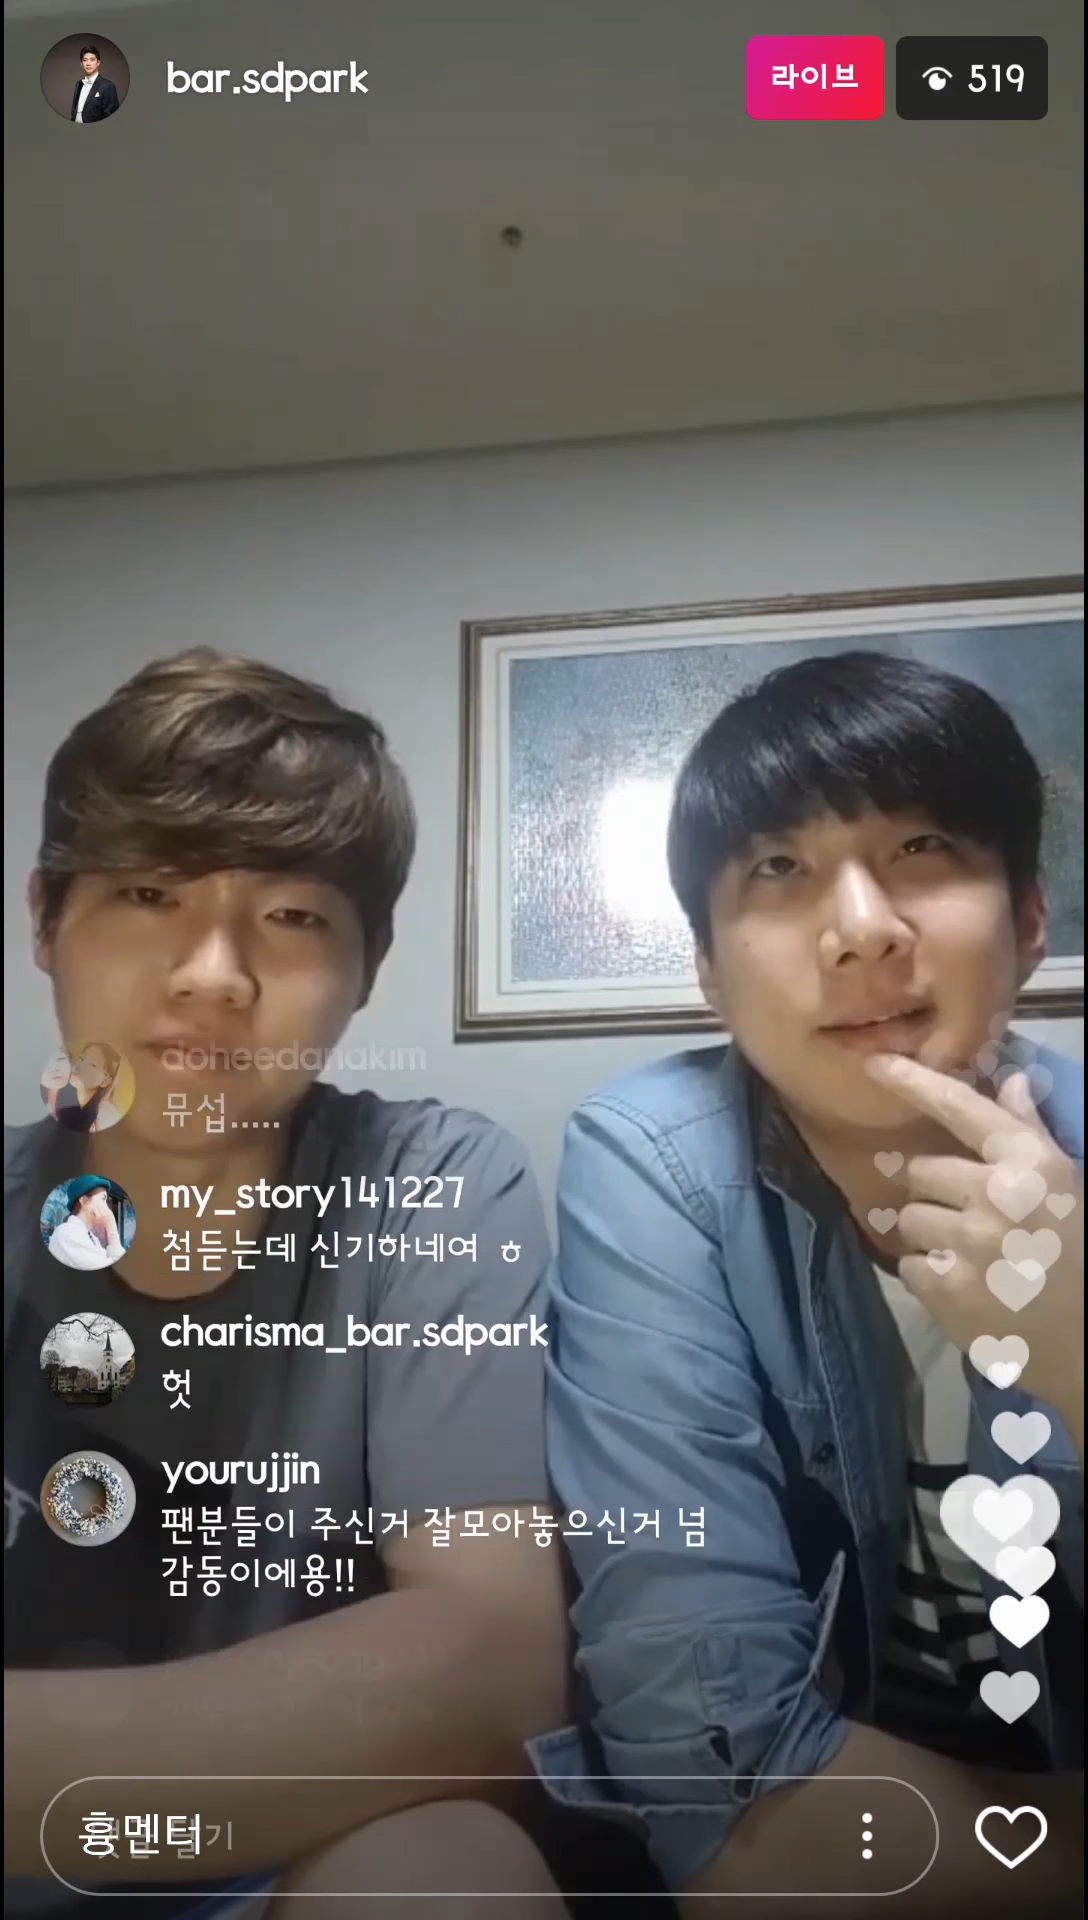 bar.sdpark
라이브
519
doheedanakim
뮤섭.....
my_story141227
첨듣는데 신기하네여 ㅎ
charisma_bar.sdpark
헛
yourujjin
팬분들이 주신거 잘모아놓으신거 넘
감동이에용!!
흉멘터